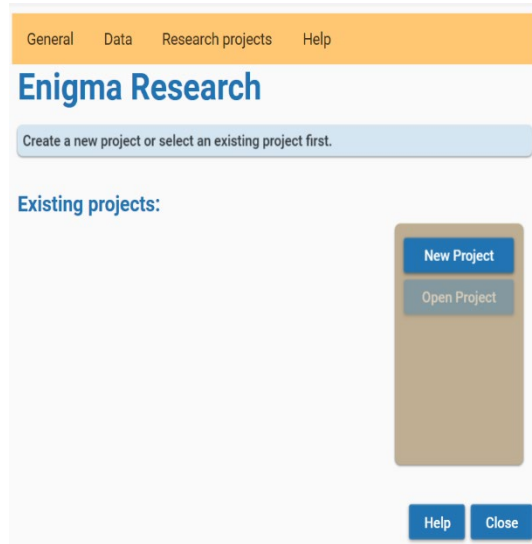 General Data Research projects Help
Enigma Research
Create a new project or select an existing project first.
Existing projects:
New Project
Open Project
Help Close